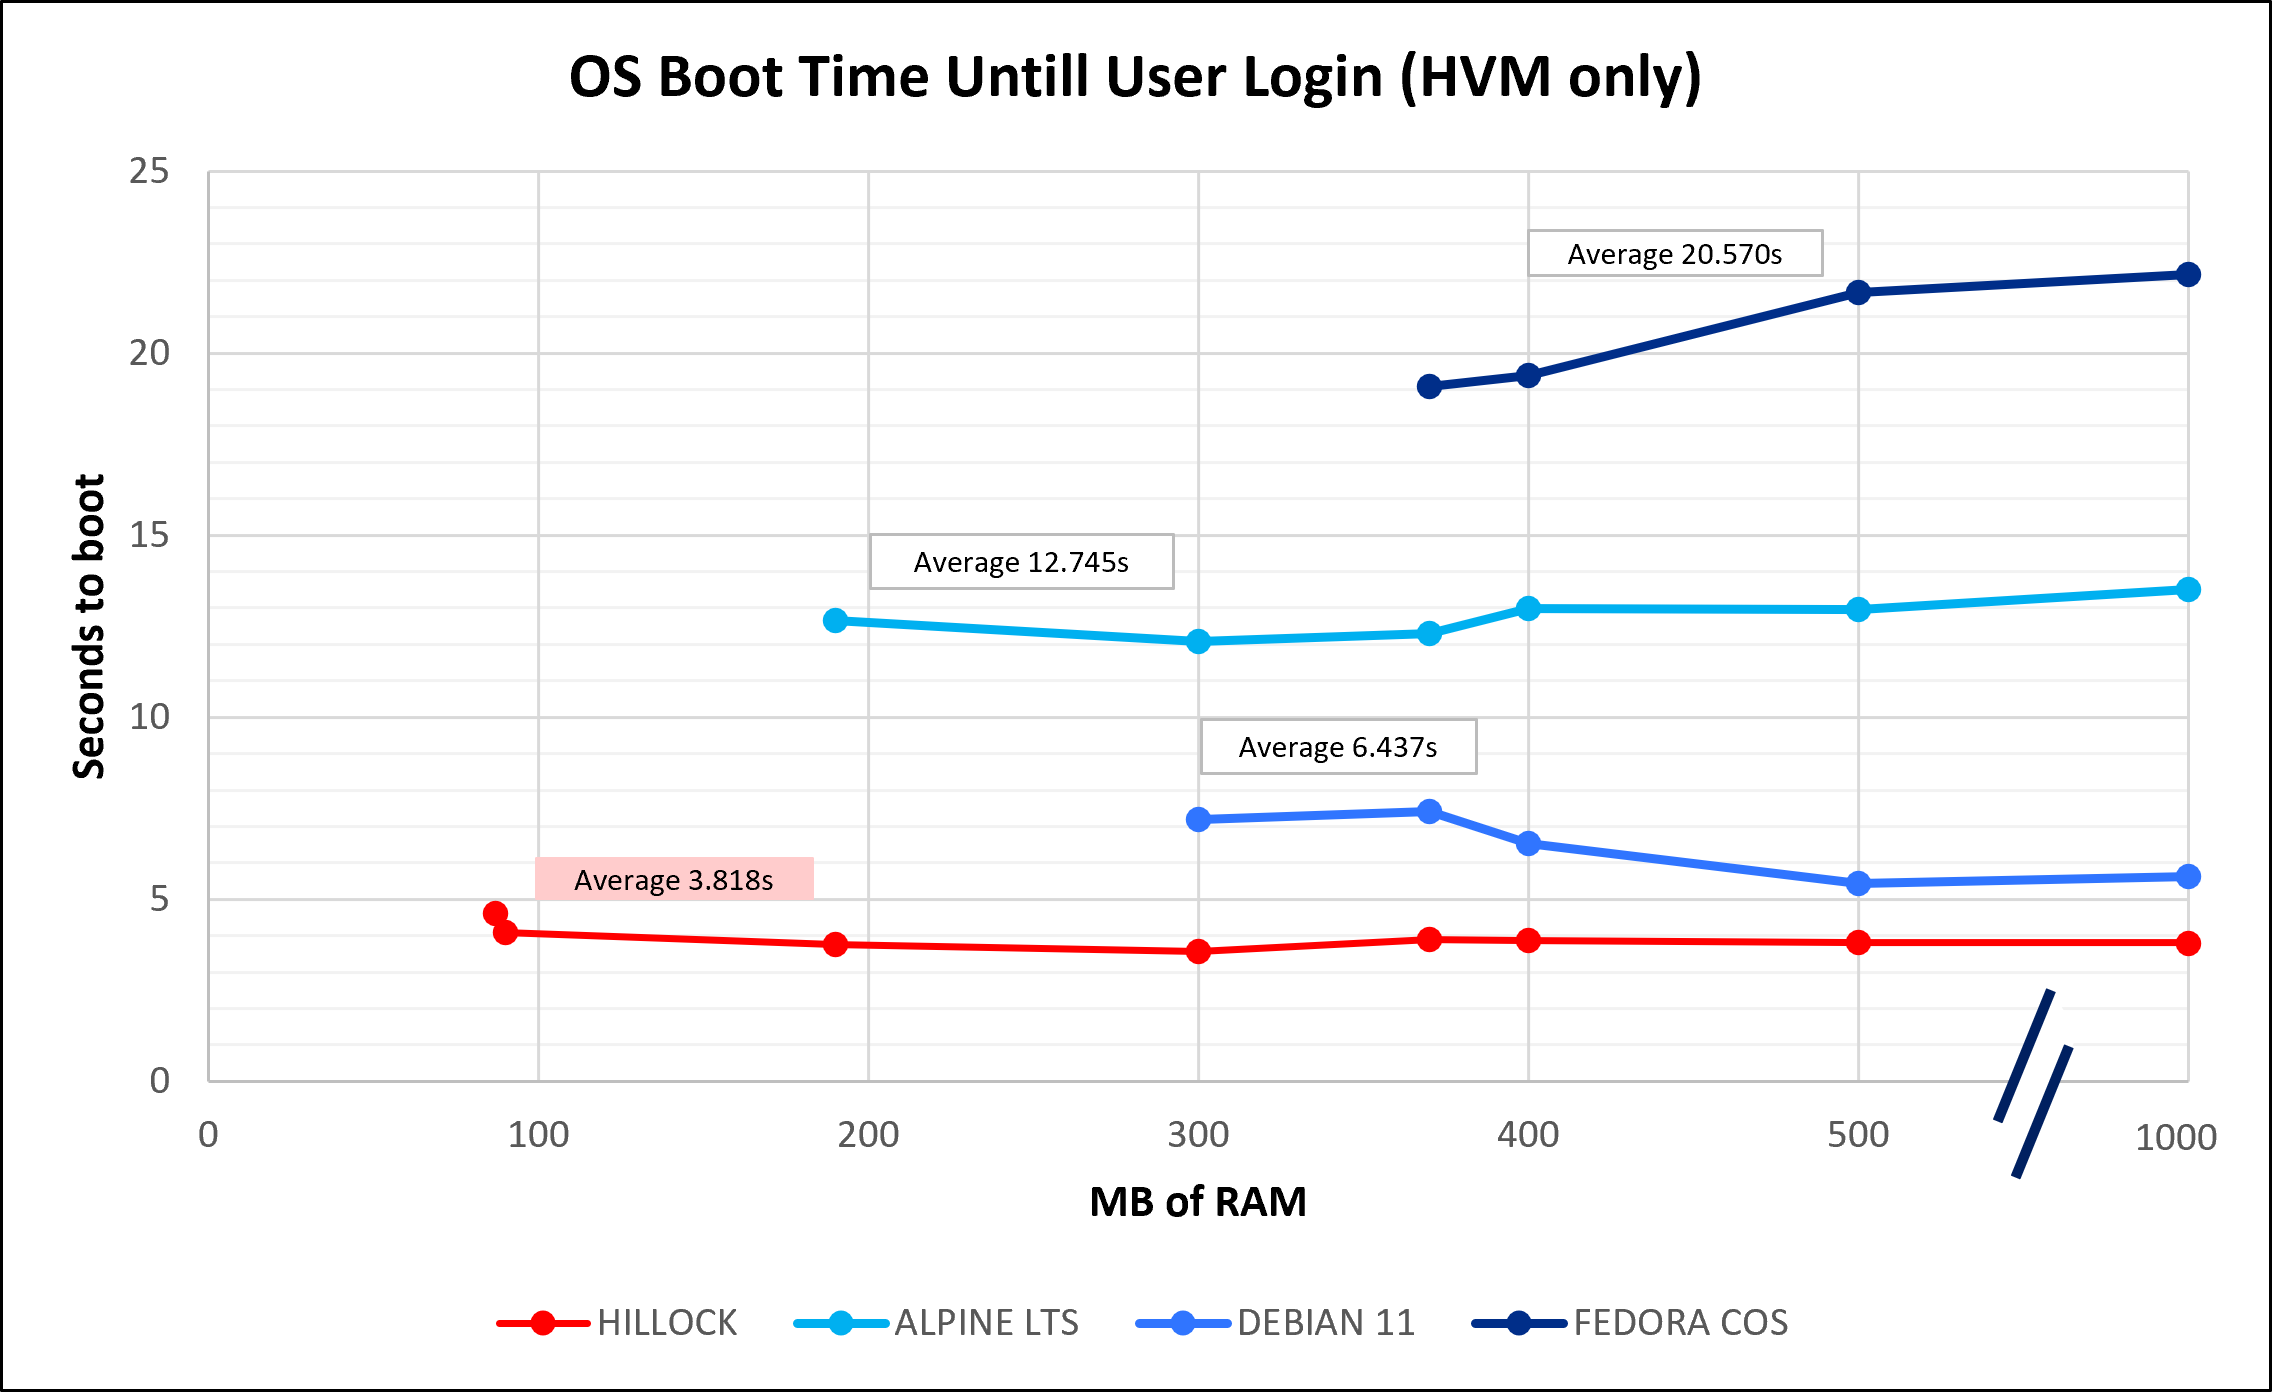 OS Boot Time Untill User Login (HVM only)
25
20
15
10
5
0
Seconds to boot
Average 20.570s
Average 12.745s
Average 6.437s
Average 3.818s
0 100 200 300 400 500 1000
MB of RAM
HILLOCK ALPINE LTS DEBIAN 11 FEDORA COS